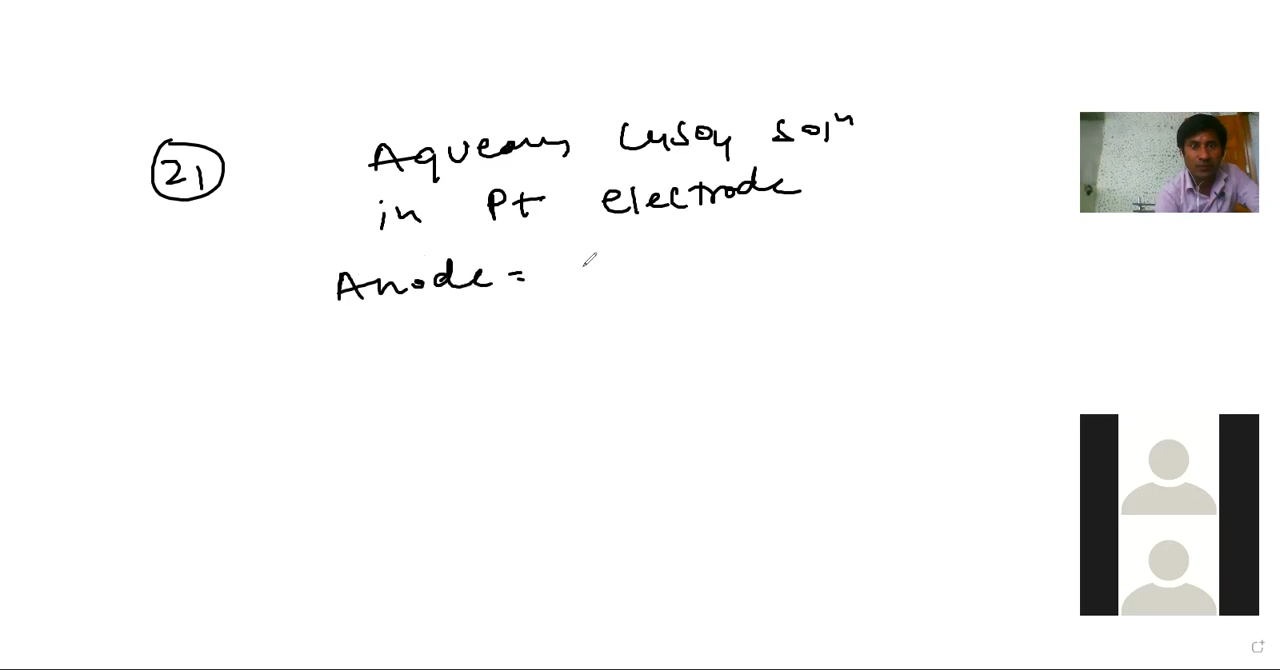 21
Aqueous CuSO4 solⁿ
in Pt electrode
Anode =